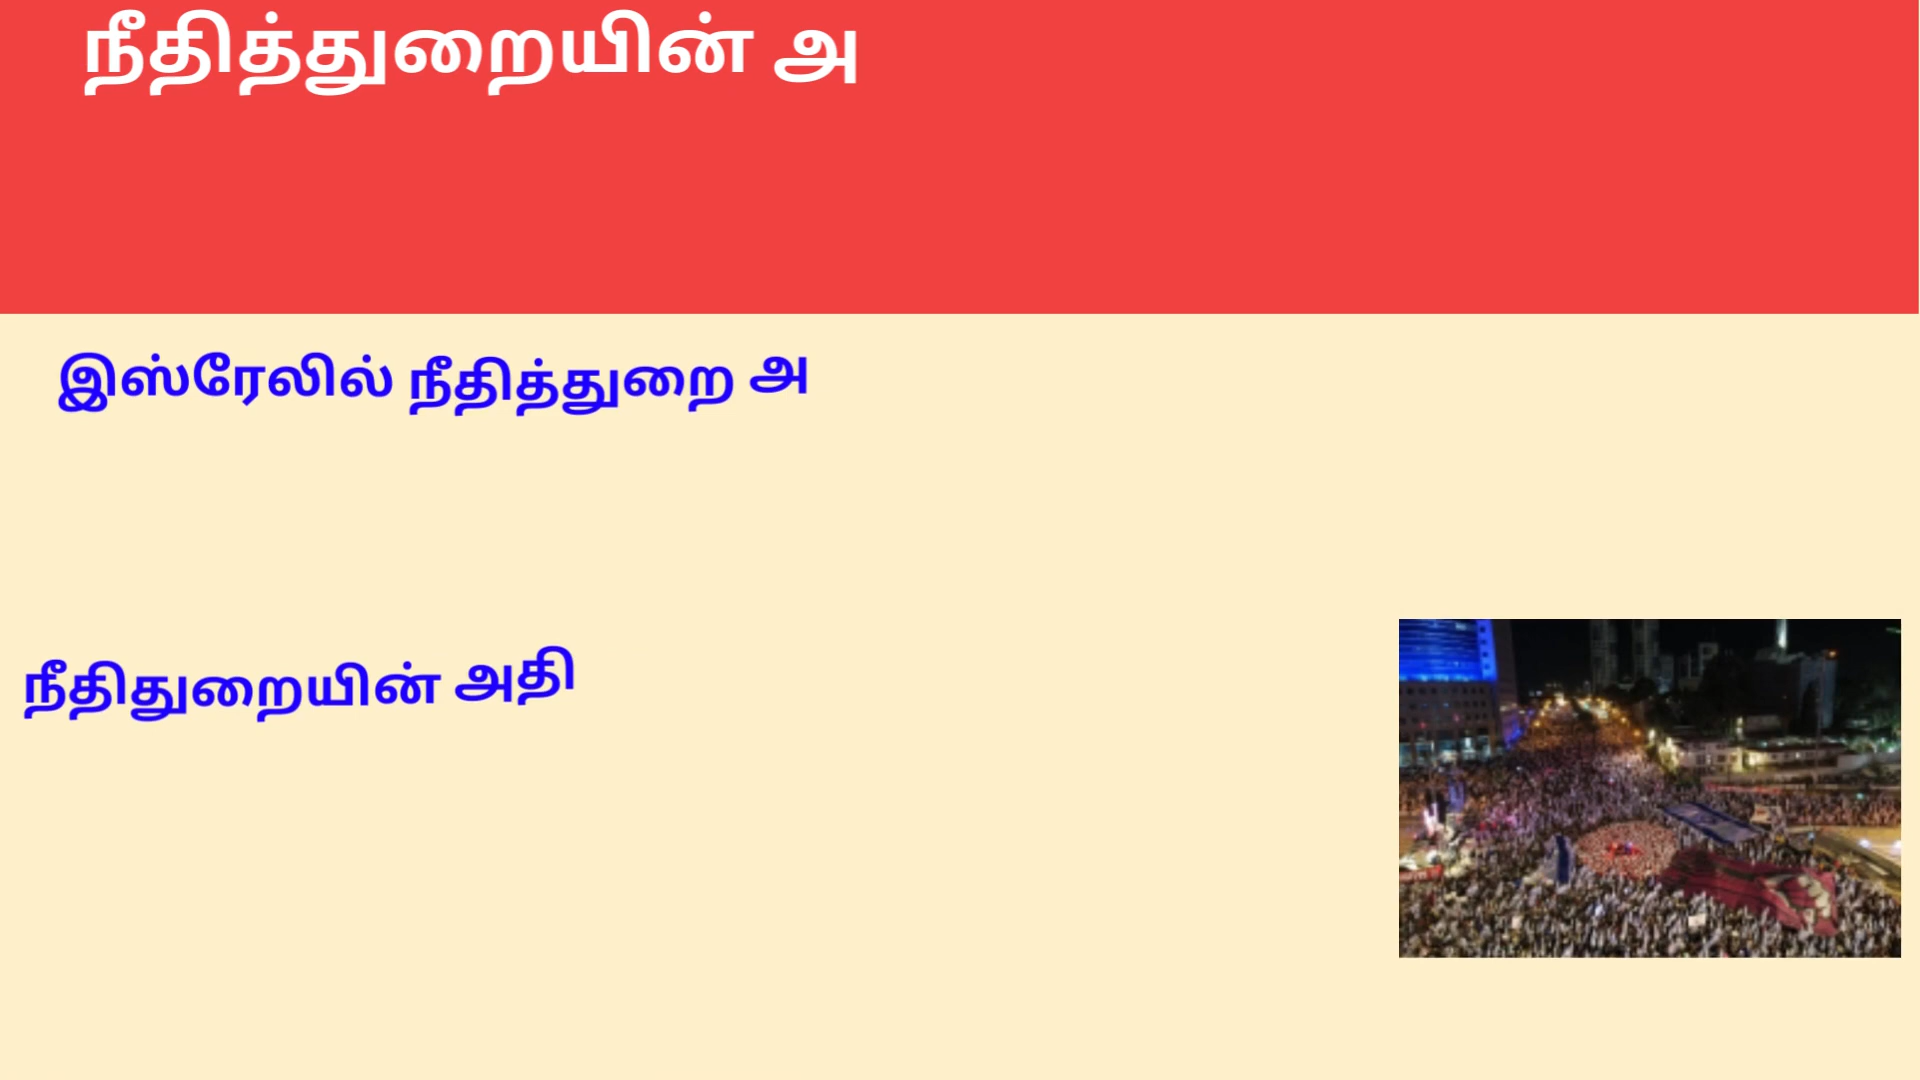 நீதித்துறையின் அ
இஸ்ரேலில் நீதித்துறை அ
நீதிதுறையின் அதி